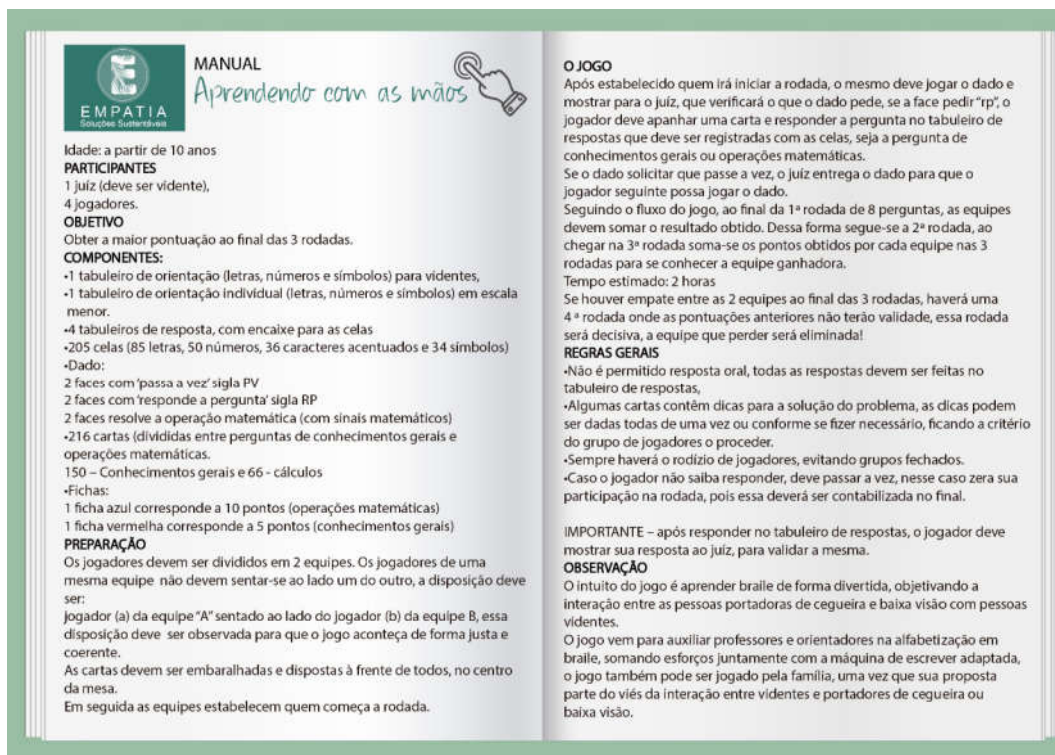 EMPATIA
Soluções Sustentáveis
MANUAL
Aprendendo com as mãos
Idade: a partir de 10 anos
PARTICIPANTES
1 juíz (deve ser vidente),
4 jogadores.
OBJETIVO
Obter a maior pontuação ao final das 3 rodadas.
COMPONENTES:
•1 tabuleiro de orientação (letras, números e símbolos) para videntes,
•1 tabuleiro de orientação individual (letras, números e símbolos) em escala
menor.
•4 tabuleiros de resposta, com encaixe para as celas
•205 celas (85 letras, 50 números, 36 caracteres acentuados e 34 símbolos)
•Dado:
2 faces com 'passa a vez' sigla PV
2 faces com 'responde a pergunta' sigla RP
2 faces resolve a operação matemática (com sinais matemáticos)
•216 cartas (divididas entre perguntas de conhecimentos gerais e
operações matemáticas.
150 – Conhecimentos gerais e 66 - cálculos
•Fichas:
1 ficha azul corresponde a 10 pontos (operações matemáticas)
1 ficha vermelha corresponde a 5 pontos (conhecimentos gerais)
PREPARAÇÃO
Os jogadores devem ser divididos em 2 equipes. Os jogadores de uma
mesma equipe não devem sentar-se ao lado um do outro, a disposição deve
ser:
jogador (a) da equipe "A" sentado ao lado do jogador (b) da equipe B, essa
disposição deve ser observada para que o jogo aconteça de forma justa e
coerente.
As cartas devem ser embaralhadas e dispostas à frente de todos, no centro
da mesa.
Em seguida as equipes estabelecem quem começa a rodada.
O JOGO
Após estabelecido quem irá iniciar a rodada, o mesmo deve jogar o dado e
mostrar para o juíz, que verificará o que o dado pede, se a face pedir "rp", o
jogador deve apanhar uma carta e responder a pergunta no tabuleiro de
respostas que deve ser registradas com as celas, seja a pergunta de
conhecimentos gerais ou operações matemáticas.
Se o dado solicitar que passe a vez, o juíz entrega o dado para que o
jogador seguinte possa jogar o dado.
Seguindo o fluxo do jogo, ao final da 1ª rodada de 8 perguntas, as equipes
devem somar o resultado obtido. Dessa forma segue-se a 2ª rodada, ao
chegar na 3ª rodada soma-se os pontos obtidos por cada equipe nas 3
rodadas para se conhecer a equipe ganhadora.
Tempo estimado: 2 horas
Se houver empate entre as 2 equipes ao final das 3 rodadas, haverá uma
4 ª rodada onde as pontuações anteriores não terão validade, essa rodada
será decisiva, a equipe que perder será eliminada!
REGRAS GERAIS
•Não é permitido resposta oral, todas as respostas devem ser feitas no
tabuleiro de respostas,
•Algumas cartas contêm dicas para a solução do problema, as dicas podem
ser dadas todas de uma vez ou conforme se fizer necessário, ficando a critério
do grupo de jogadores o proceder.
•Sempre haverá o rodízio de jogadores, evitando grupos fechados.
•Caso o jogador não saiba responder, deve passar a vez, nesse caso zera sua
participação na rodada, pois essa deverá ser contabilizada no final.
IMPORTANTE – após responder no tabuleiro de respostas, o jogador deve
mostrar sua resposta ao juíz, para validar a mesma.
OBSERVAÇÃO
O intuito do jogo é aprender braile de forma divertida, objetivando a
interação entre as pessoas portadoras de cegueira e baixa visão com pessoas
videntes.
O jogo vem para auxiliar professores e orientadores na alfabetização em
braile, somando esforços juntamente com a máquina de escrever adaptada,
o jogo também pode ser jogado pela família, uma vez que sua proposta
parte do viés da interação entre videntes e portadores de cegueira ou
baixa visão.